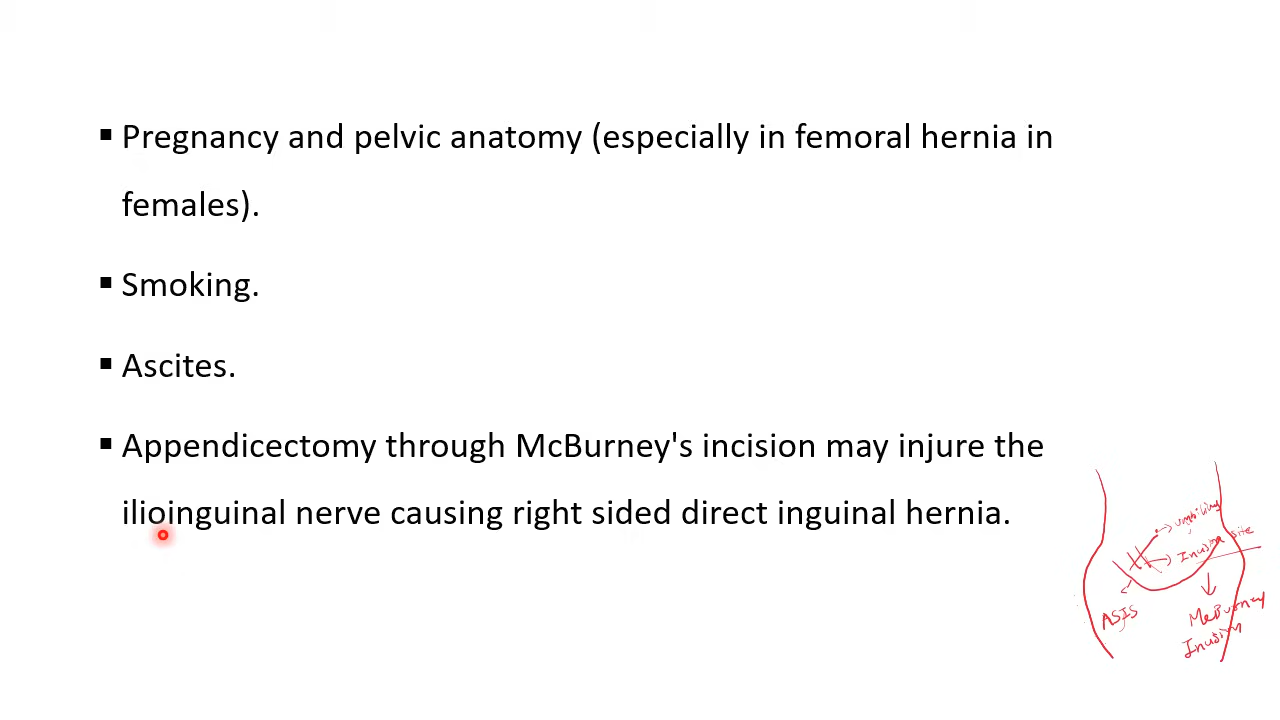 ▪ Pregnancy and pelvic anatomy (especially in femoral hernia in
females).
▪ Smoking.
▪ Ascites.
▪ Appendicectomy through McBurney's incision may injure the
ilioinguinal nerve causing right sided direct inguinal hernia.
site
ASIS
McBurney